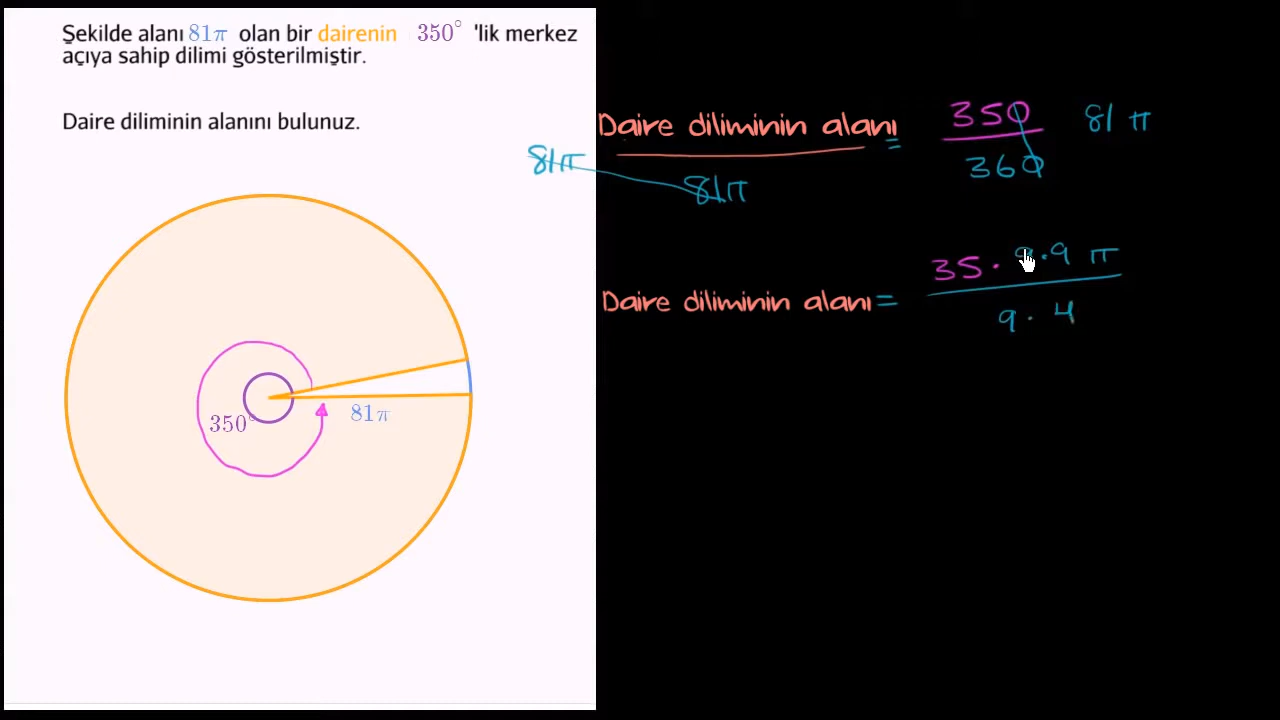 Şekilde alanı 81π olan bir dairenin 350° 'lik merkez
açıya sahip dilimi gösterilmiştir.
Daire diliminin alanını bulunuz.
350°
81π
81π Daire diliminin alanı / 81π = 350 / 360 81 π
Daire diliminin alanı = 35 · 9 · 9 π / 9 · 4